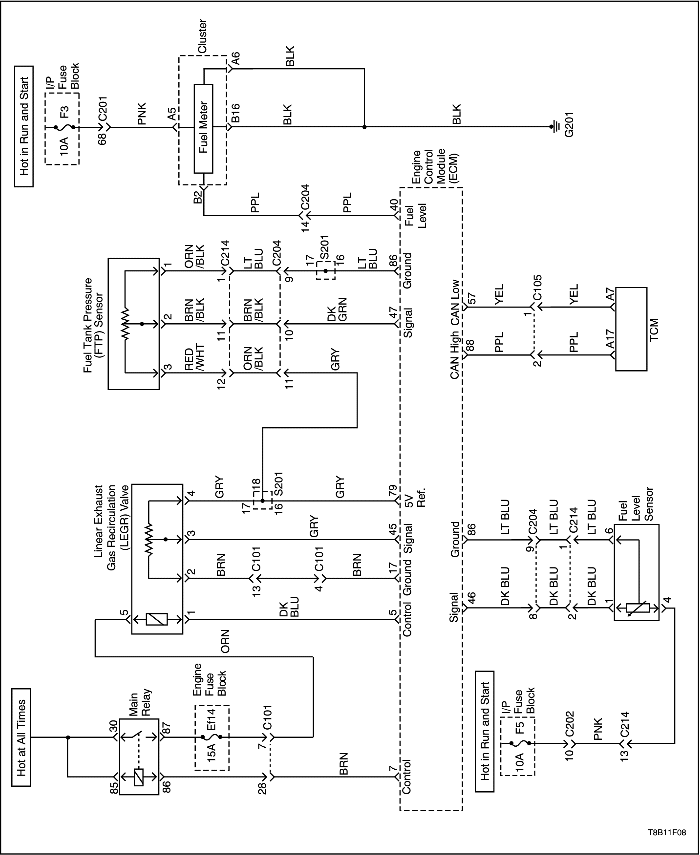 Hot at All Times
Main
Relay
30
87
85
86
Engine
Fuse
Block
Ef14
15A
C101
7
28
ORN
BRN
7
Control
Linear Exhaust
Gas Recirculation
(LEGR) Valve
5
1
2
3
4
DK
BLU
BRN
C101
13
C101
4
BRN
GRY
GRY
GRY
17
18
16
S201
5
Control
17
Ground
45
Signal
79
5V
Ref.
Fuel Tank Pressure
(FTP) Sensor
3
2
1
RED
/WHT
BRN
/BLK
ORN
/BLK
12
11
1
C214
ORN
/BLK
BRN
/BLK
LT
BLU
11
10
9
C204
GRY
DK
GRN
17
S201
16
LT
BLU
47
Signal
86
Ground
Hot in Run and Start
I/P
Fuse
Block
F3
10A
C201
68
PNK
A5
Cluster
Fuel Meter
A6
B16
B2
BLK
BLK
BLK
G201
PPL
C204
14
PPL
40
Fuel
Level
Engine
Control
Module
(ECM)
CAN High
CAN Low
88
57
PPL
YEL
1
C105
2
PPL
YEL
A17
A7
TCM
Signal
Ground
46
86
DK BLU
LT BLU
8
9
C204
DK BLU
LT BLU
2
1
C214
DK BLU
LT BLU
1
6
4
Fuel
Level
Sensor
Hot in Run and Start
I/P
Fuse
Block
F5
10A
C202
10
PNK
C214
13
T8B11F08